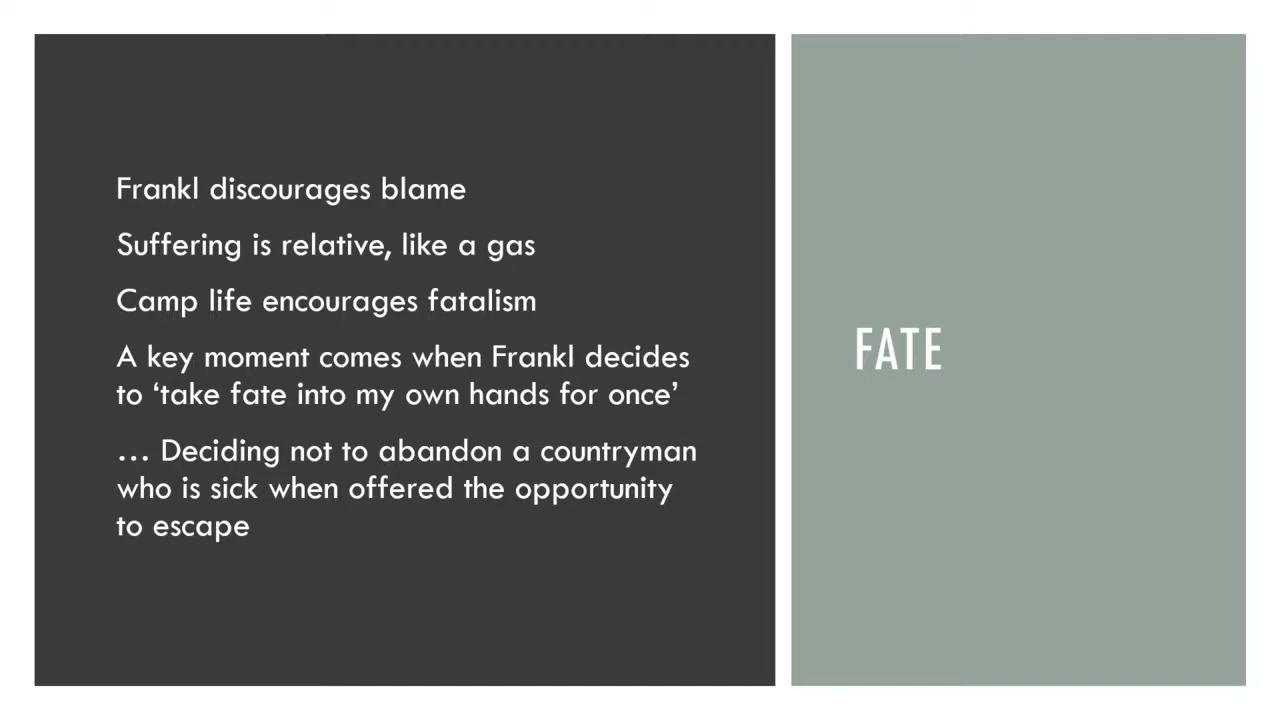 Frankl discourages blame
Suffering is relative, like a gas
Camp life encourages fatalism
A key moment comes when Frankl decides
to ‘take fate into my own hands for once’
… Deciding not to abandon a countryman
who is sick when offered the opportunity
to escape
FATE